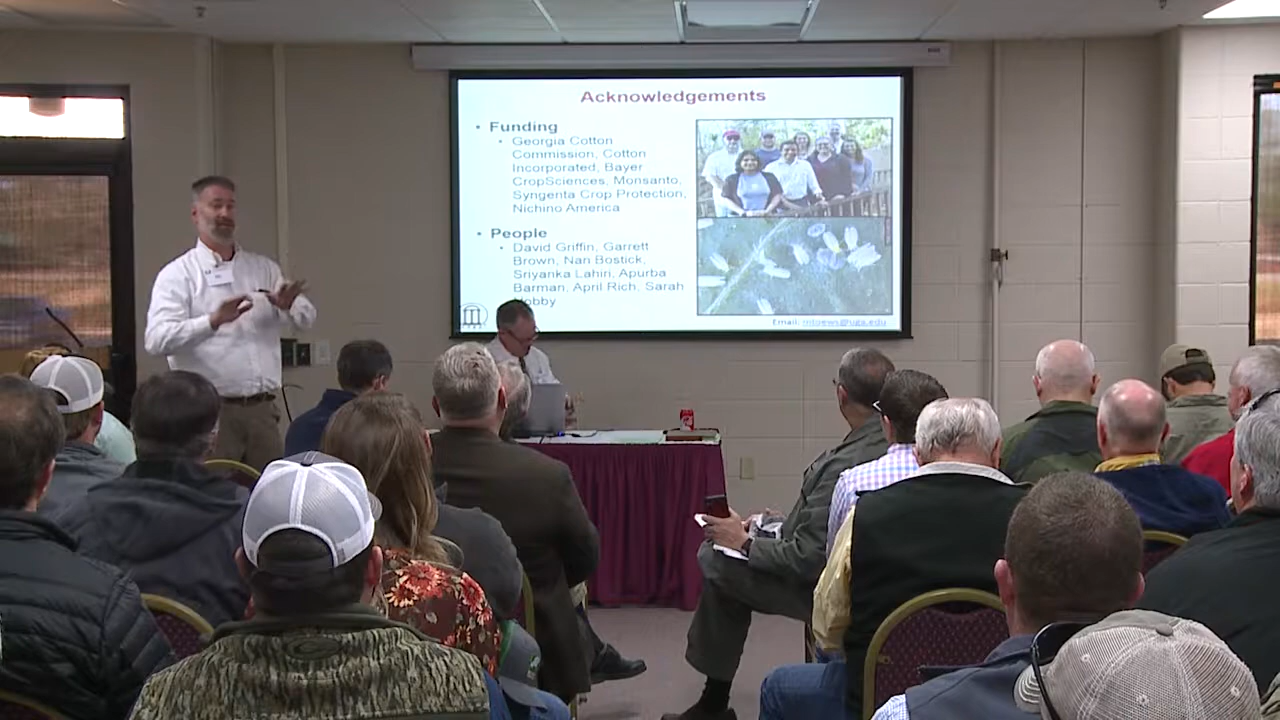 Acknowledgements
• Funding
• Georgia Cotton
Commission, Cotton
Incorporated, Bayer
CropSciences, Monsanto,
Syngenta Crop Protection,
Nichino America
• People
• David Griffin, Garrett
Brown, Nan Bostick,
Sriyanka Lahiri, Apurba
Barman, April Rich, Sarah
Hobby
Email: